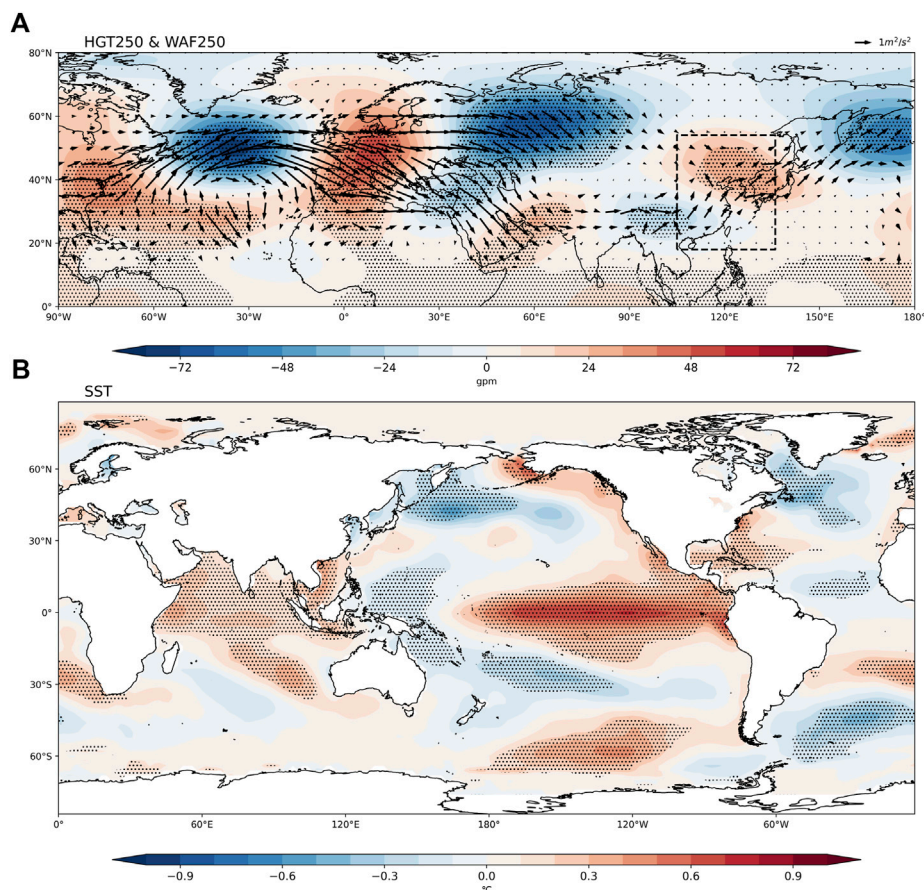 A
HGT250 & WAF250
1m²/s²
80°N
60°N
40°N
20°N
0°
90°W 60°W 30°W 0° 30°E 60°E 90°E 120°E 150°E 180°
−72 −48 −24 0 24 48 72
gpm
B
SST
60°N
30°N
0°
30°S
60°S
0° 60°E 120°E 180° 120°W 60°W
−0.9 −0.6 −0.3 0.0 0.3 0.6 0.9
°C